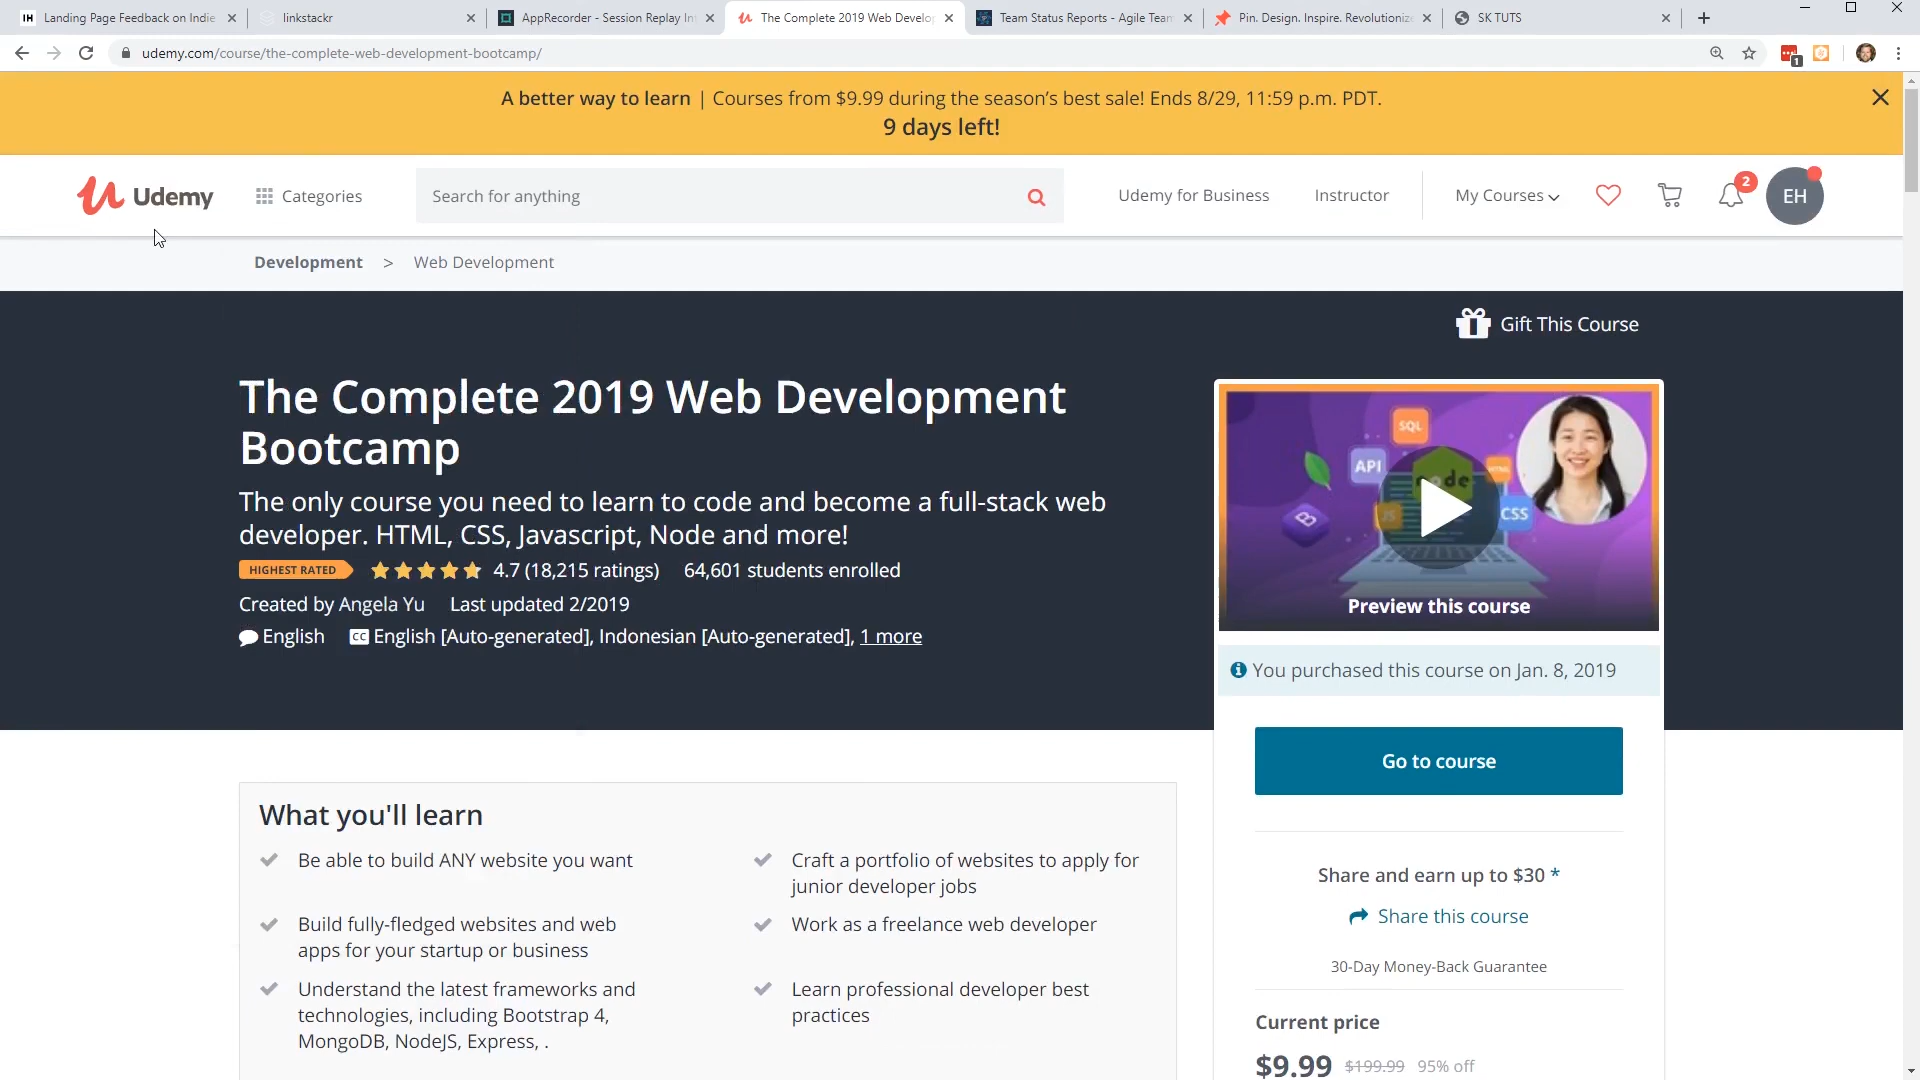 Landing Page Feedback on Indie
linkstackr
AppRecorder - Session Replay Int
The Complete 2019 Web Develop
Team Status Reports - Agile Team
Pin. Design. Inspire. Revolutioniz
SK TUTS
udemy.com/course/the-complete-web-development-bootcamp/
1
A better way to learn | Courses from $9.99 during the season's best sale! Ends 8/29, 11:59 p.m. PDT.
9 days left!
Udemy
Categories
Search for anything
Udemy for Business
Instructor
My Courses
2
EH
Development > Web Development
Gift This Course
The Complete 2019 Web Development
Bootcamp
The only course you need to learn to code and become a full-stack web
developer. HTML, CSS, Javascript, Node and more!
HIGHEST RATED 4.7 (18,215 ratings) 64,601 students enrolled
Created by Angela Yu Last updated 2/2019
English CC English [Auto-generated], Indonesian [Auto-generated], 1 more
SQL
API
node
HTML
JS
CSS
B
Preview this course
You purchased this course on Jan. 8, 2019
Go to course
Share and earn up to $30 *
Share this course
30-Day Money-Back Guarantee
Current price
$9.99 $199.99 95% off
What you'll learn
Be able to build ANY website you want
Craft a portfolio of websites to apply for
junior developer jobs
Build fully-fledged websites and web
apps for your startup or business
Work as a freelance web developer
Understand the latest frameworks and
technologies, including Bootstrap 4,
MongoDB, NodeJS, Express, .
Learn professional developer best
practices